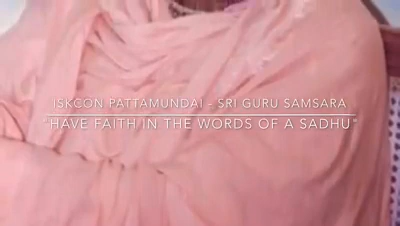 ISKCON PATTAMUNDAI - SRI GURU SAMSARA
"HAVE FAITH IN THE WORDS OF A SADHU"